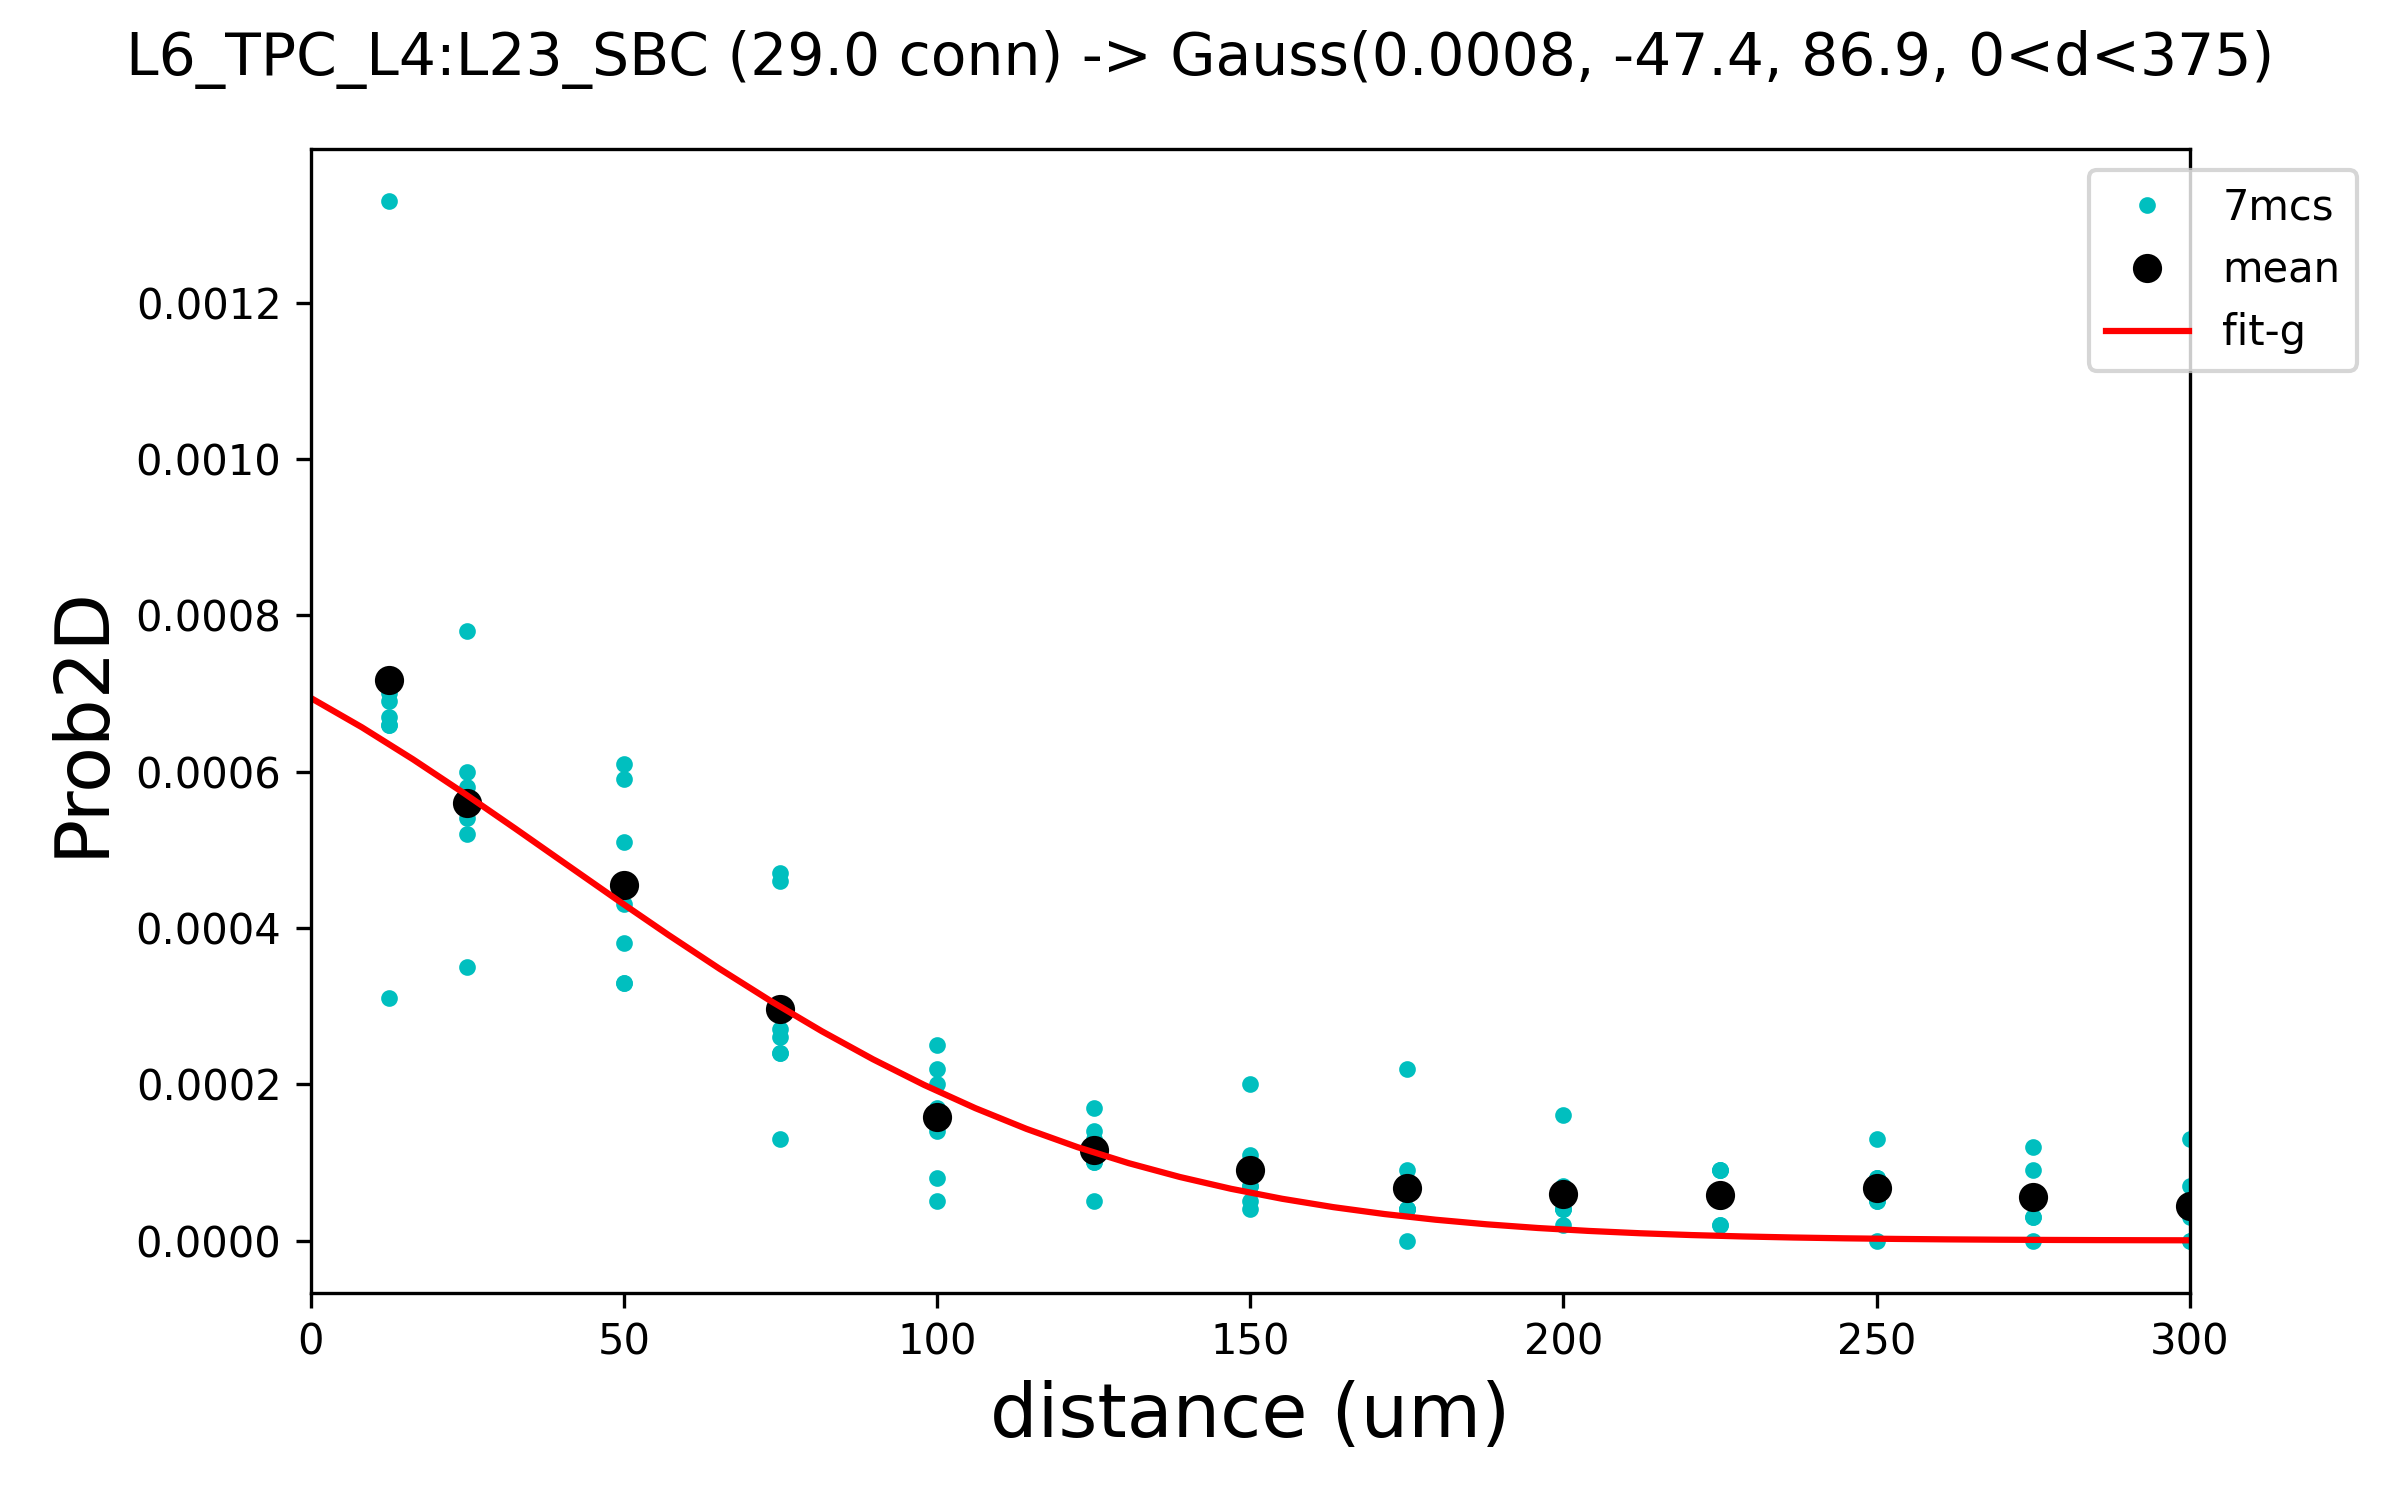 L6_TPC_L4:L23_SBC (29.0 conn) -> Gauss(0.0008, -47.4, 86.9, 0<d<375)
7mcs
mean
fit-g
0.0012
0.0010
0.0008
0.0006
0.0004
0.0002
0.0000
Prob2D
0 50 100 150 200 250 300
distance (um)